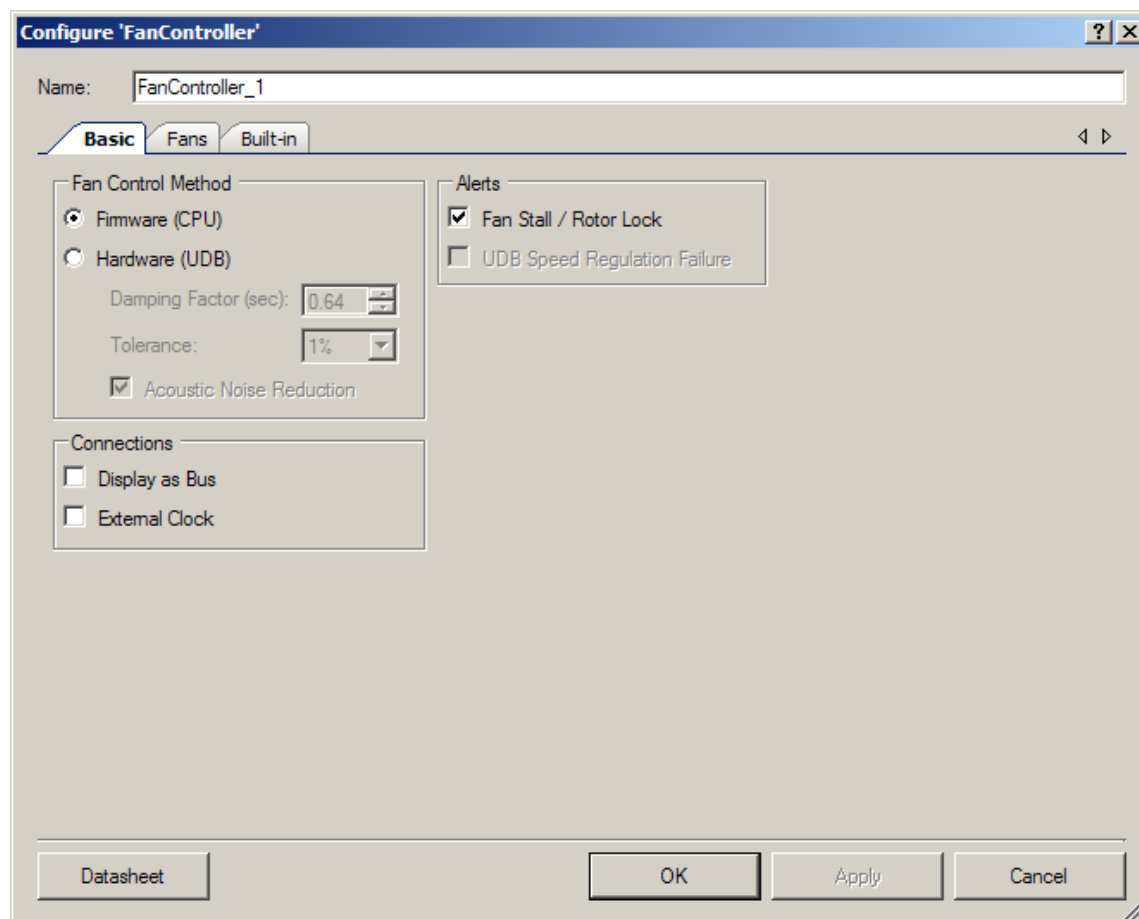 Configure 'FanController'
Name: FanController_1
Basic Fans Built-in
Fan Control Method
Firmware (CPU)
Hardware (UDB)
Damping Factor (sec): 0.64
Tolerance: 1%
Acoustic Noise Reduction
Connections
Display as Bus
External Clock
Alerts
Fan Stall / Rotor Lock
UDB Speed Regulation Failure
Datasheet OK Apply Cancel